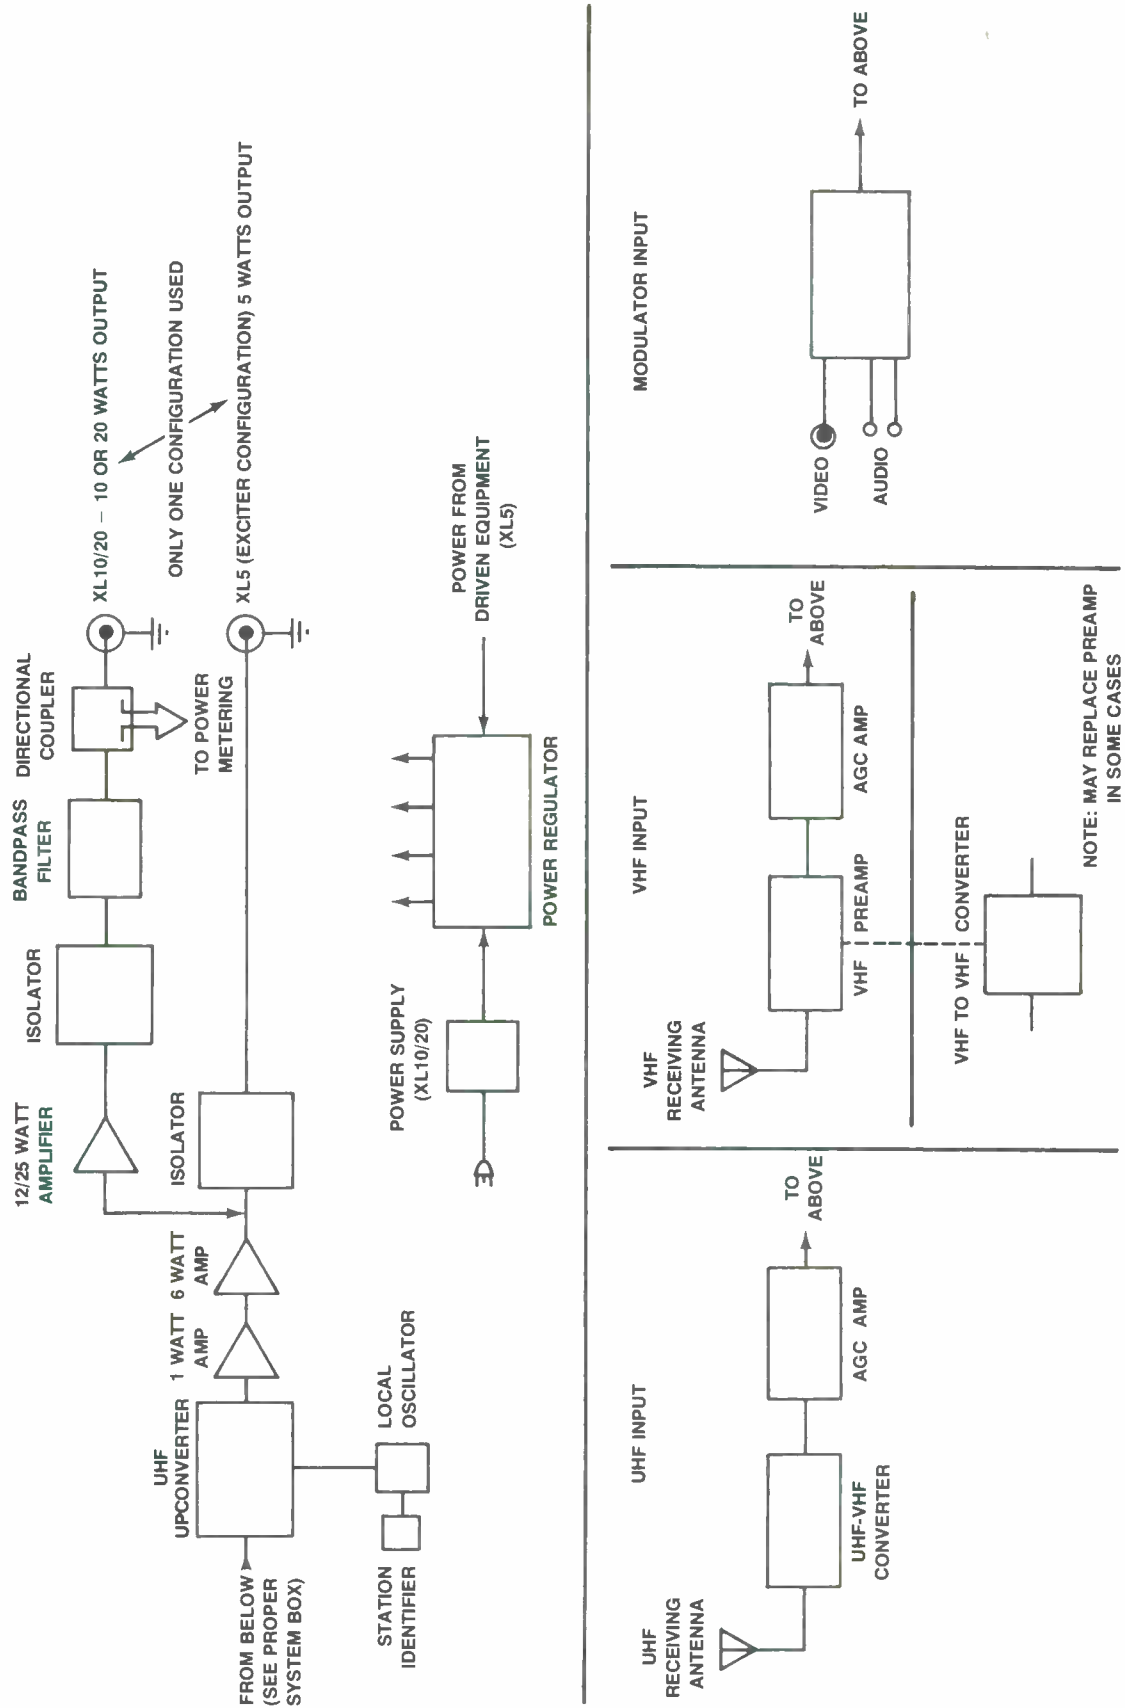 12/25 WATT
AMPLIFIER
ISOLATOR
BANDPASS
FILTER
DIRECTIONAL
COUPLER
XL10/20 – 10 OR 20 WATTS OUTPUT
TO POWER
METERING
ONLY ONE CONFIGURATION USED
UHF
UPCONVERTER
1 WATT
AMP
6 WATT
AMP
ISOLATOR
XL5 (EXCITER CONFIGURATION) 5 WATTS OUTPUT
FROM BELOW
(SEE PROPER
SYSTEM BOX)
STATION
IDENTIFIER
LOCAL
OSCILLATOR
POWER SUPPLY
(XL10/20)
POWER REGULATOR
POWER FROM
DRIVEN EQUIPMENT
(XL5)
UHF INPUT
UHF
RECEIVING
ANTENNA
UHF-VHF
CONVERTER
AGC AMP
TO
ABOVE
VHF INPUT
VHF
RECEIVING
ANTENNA
VHF PREAMP
AGC AMP
TO
ABOVE
VHF TO VHF CONVERTER
NOTE: MAY REPLACE PREAMP
IN SOME CASES
MODULATOR INPUT
VIDEO
AUDIO
TO ABOVE